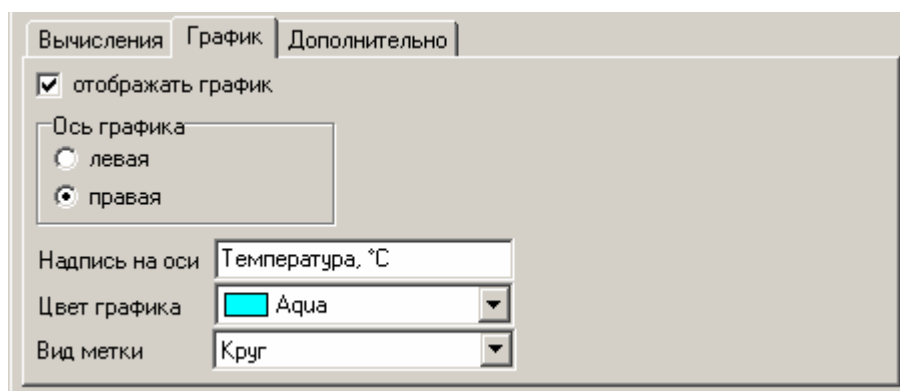 Вычисления График Дополнительно
отображать график
Ось графика
левая
правая
Надпись на оси Температура, °C
Цвет графика Aqua
Вид метки Круг